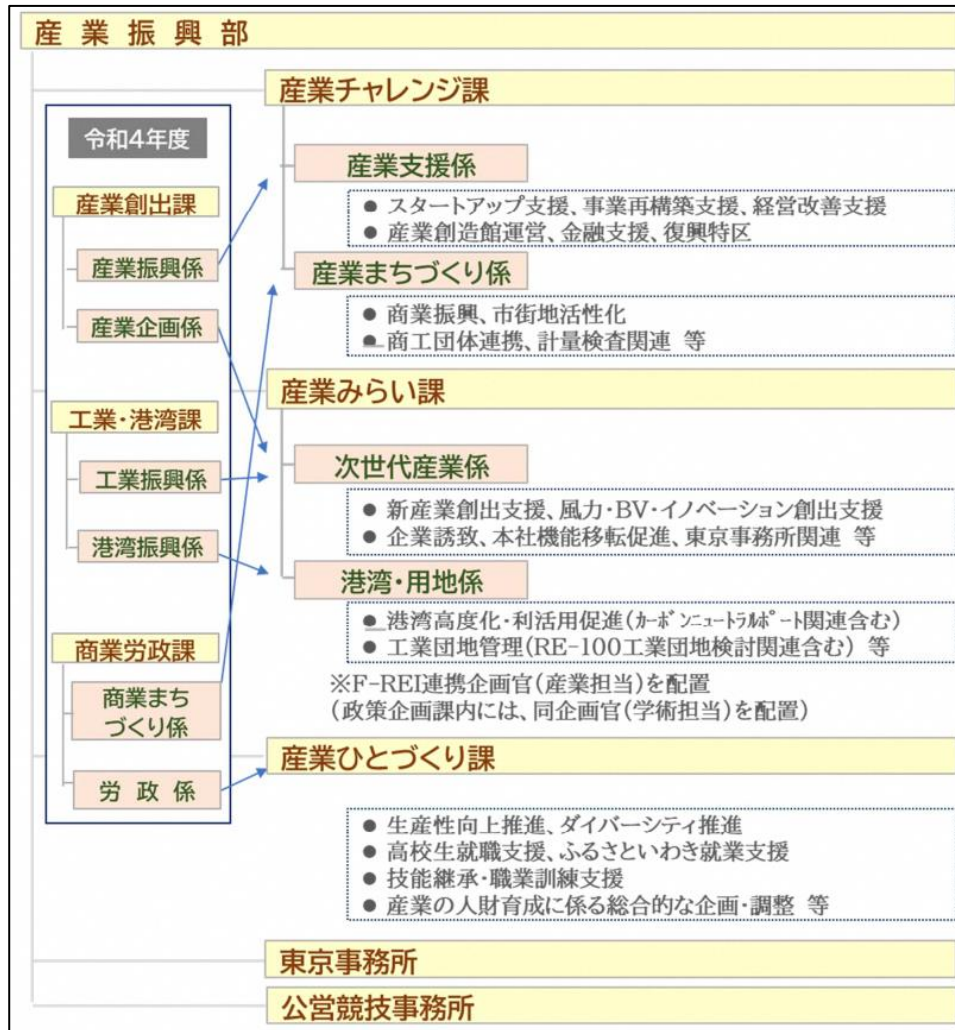 産業振興部
令和4年度
産業創出課
産業振興係
産業企画係
工業・港湾課
工業振興係
港湾振興係
商業労政課
商業まち
づくり係
労政係
産業チャレンジ課
産業支援係
● スタートアップ支援、事業再構築支援、経営改善支援
● 産業創造館運営、金融支援、復興特区
産業まちづくり係
● 商業振興、市街地活性化
● 商工団体連携、計量検査関連 等
産業みらい課
次世代産業係
● 新産業創出支援、風力・BV・イノベーション創出支援
● 企業誘致、本社機能移転促進、東京事務所関連 等
港湾・用地係
● 港湾高度化・利活用促進(ｶｰﾎﾞﾝﾆｭｰﾄﾗﾙﾎﾟｰﾄ関連含む)
● 工業団地管理(RE-100工業団地検討関連含む) 等
※F-REI連携企画官(産業担当)を配置
(政策企画課内には、同企画官(学術担当)を配置)
産業ひとづくり課
● 生産性向上推進、ダイバーシティ推進
● 高校生就職支援、ふるさといわき就業支援
● 技能継承・職業訓練支援
● 産業の人財育成に係る総合的な企画・調整 等
東京事務所
公営競技事務所